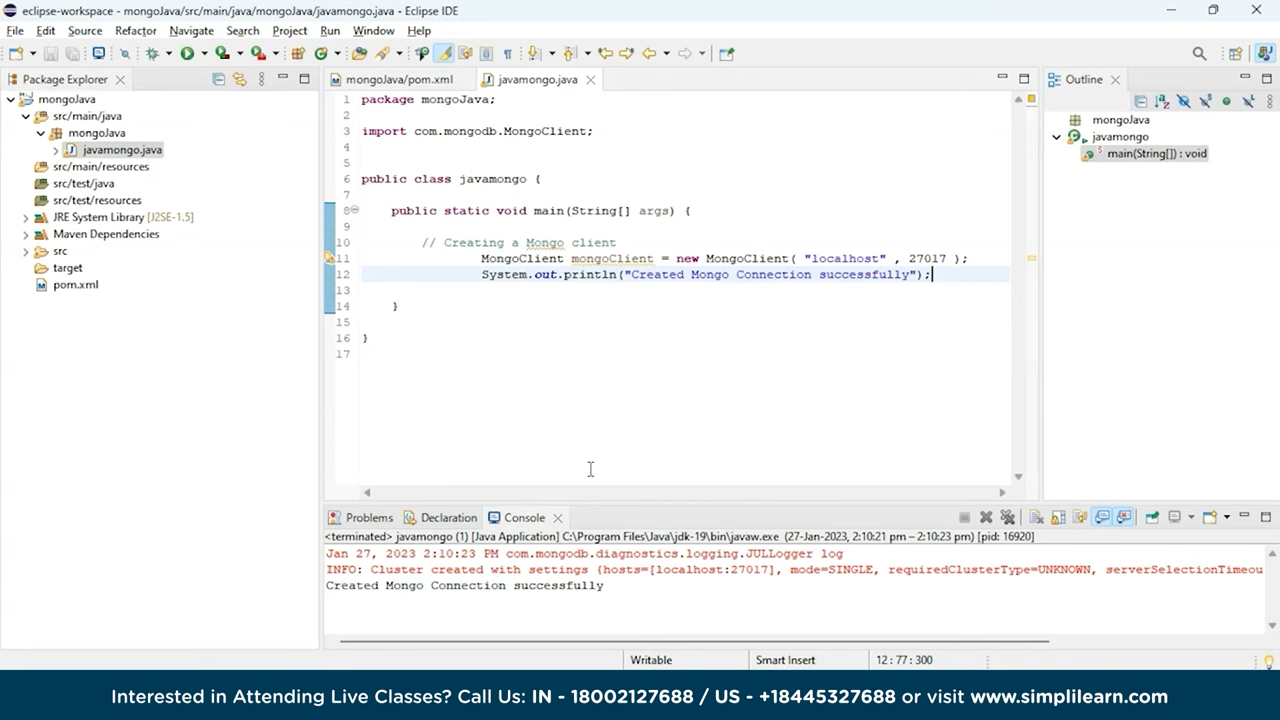 eclipse-workspace - mongoJava/src/main/java/mongoJava/javamongo.java - Eclipse IDE
File Edit Source Refactor Navigate Search Project Run Window Help
Package Explorer
mongoJava
src/main/java
mongoJava
javamongo.java
src/main/resources
src/test/java
src/test/resources
JRE System Library [J2SE-1.5]
Maven Dependencies
src
target
pom.xml
mongoJava/pom.xml javamongo.java
1 package mongoJava;
2
3 import com.mongodb.MongoClient;
4
5
6 public class javamongo {
7
8 public static void main(String[] args) {
9
10 // Creating a Mongo client
11 MongoClient mongoClient = new MongoClient( "localhost" , 27017 );
12 System.out.println("Created Mongo Connection successfully");
13
14 }
15
16 }
17
Outline
mongoJava
javamongo
S main(String[]) : void
Problems Declaration Console
<terminated> javamongo (1) [Java Application] C:\Program Files\Java\jdk-19\bin\javaw.exe (27-Jan-2023, 2:10:21 pm – 2:10:23 pm) [pid: 16920]
Jan 27, 2023 2:10:23 PM com.mongodb.diagnostics.logging.JULLogger log
INFO: Cluster created with settings {hosts=[localhost:27017], mode=SINGLE, requiredClusterType=UNKNOWN, serverSelectionTimeou
Created Mongo Connection successfully
Writable Smart Insert 12 : 77 : 300
Interested in Attending Live Classes? Call Us: IN - 18002127688 / US - +18445327688 or visit www.simplilearn.com